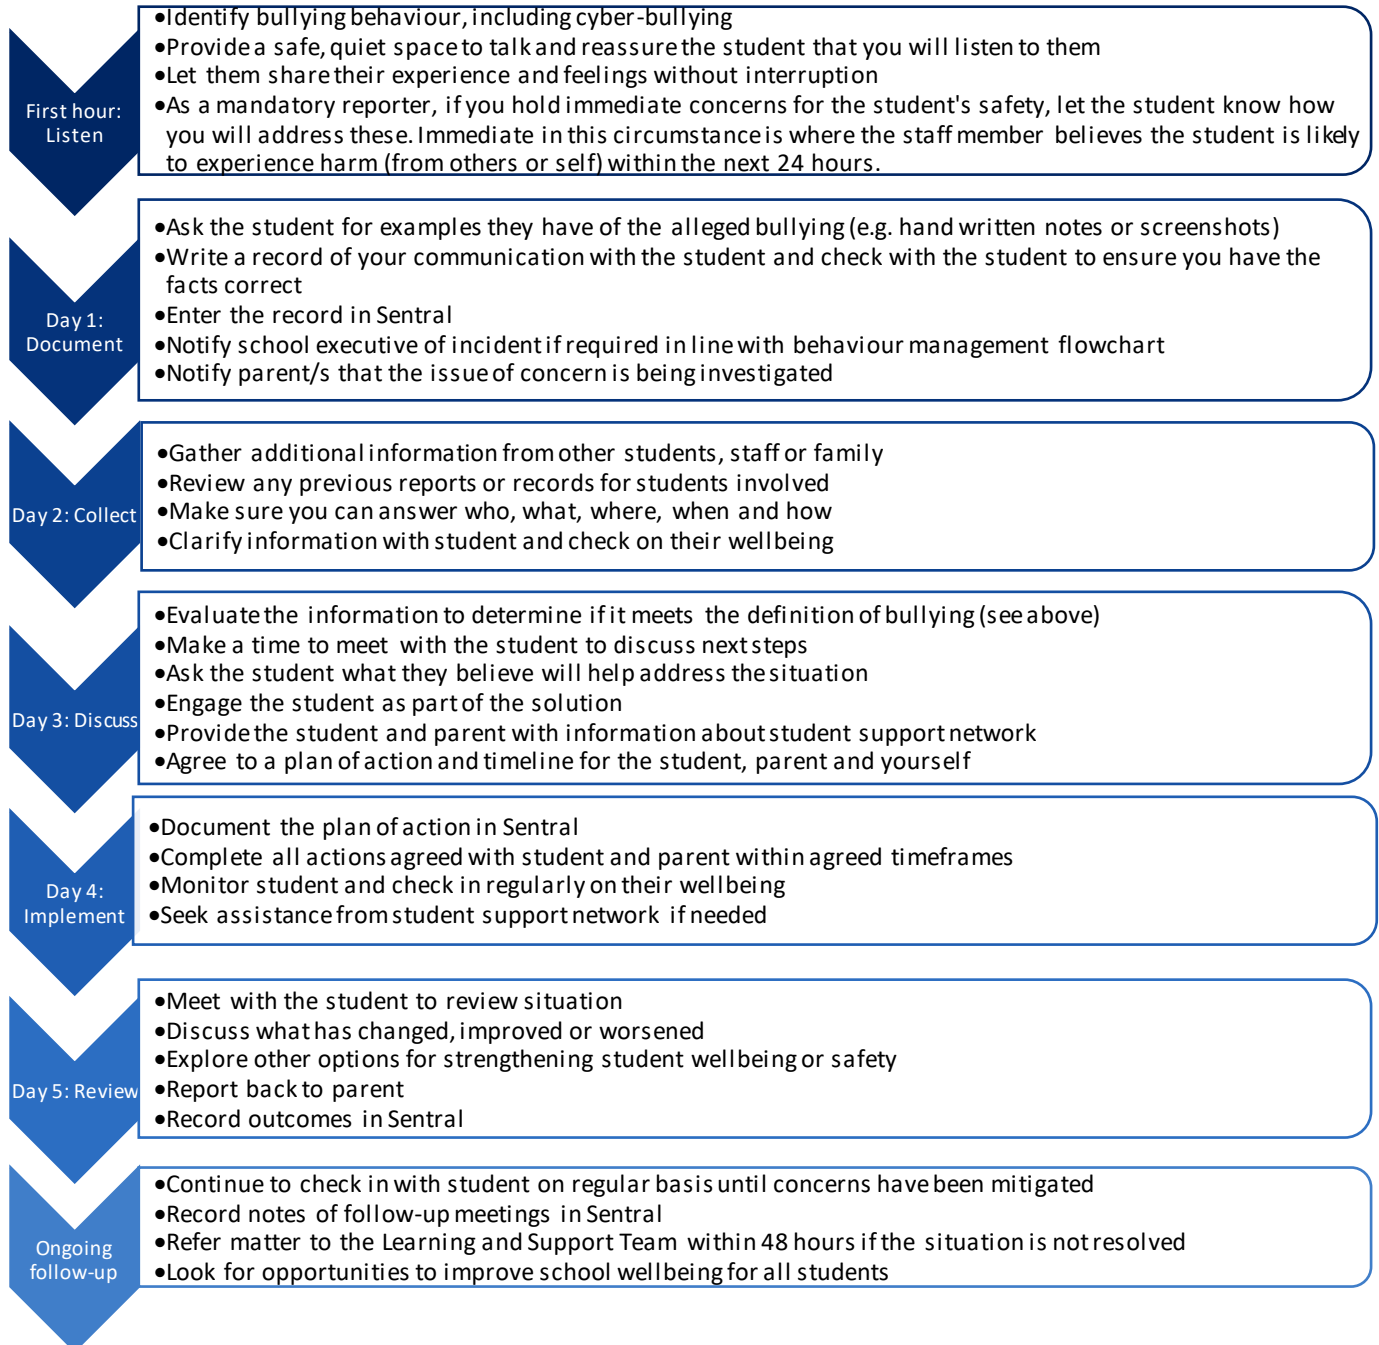 First hour:
Listen
•Identify bullying behaviour, including cyber-bullying
•Provide a safe, quiet space to talk and reassure the student that you will listen to them
•Let them share their experience and feelings without interruption
•As a mandatory reporter, if you hold immediate concerns for the student's safety, let the student know how
you will address these. Immediate in this circumstance is where the staff member believes the student is likely
to experience harm (from others or self) within the next 24 hours.
Day 1:
Document
•Ask the student for examples they have of the alleged bullying (e.g. hand written notes or screenshots)
•Write a record of your communication with the student and check with the student to ensure you have the
facts correct
•Enter the record in Sentral
•Notify school executive of incident if required in line with behaviour management flowchart
•Notify parent/s that the issue of concern is being investigated
Day 2: Collect
•Gather additional information from other students, staff or family
•Review any previous reports or records for students involved
•Make sure you can answer who, what, where, when and how
•Clarify information with student and check on their wellbeing
Day 3: Discuss
•Evaluate the information to determine if it meets the definition of bullying (see above)
•Make a time to meet with the student to discuss next steps
•Ask the student what they believe will help address the situation
•Engage the student as part of the solution
•Provide the student and parent with information about student support network
•Agree to a plan of action and timeline for the student, parent and yourself
Day 4:
Implement
•Document the plan of action in Sentral
•Complete all actions agreed with student and parent within agreed timeframes
•Monitor student and check in regularly on their wellbeing
•Seek assistance from student support network if needed
Day 5: Review
•Meet with the student to review situation
•Discuss what has changed, improved or worsened
•Explore other options for strengthening student wellbeing or safety
•Report back to parent
•Record outcomes in Sentral
Ongoing
follow-up
•Continue to check in with student on regular basis until concerns have been mitigated
•Record notes of follow-up meetings in Sentral
•Refer matter to the Learning and Support Team within 48 hours if the situation is not resolved
•Look for opportunities to improve school wellbeing for all students